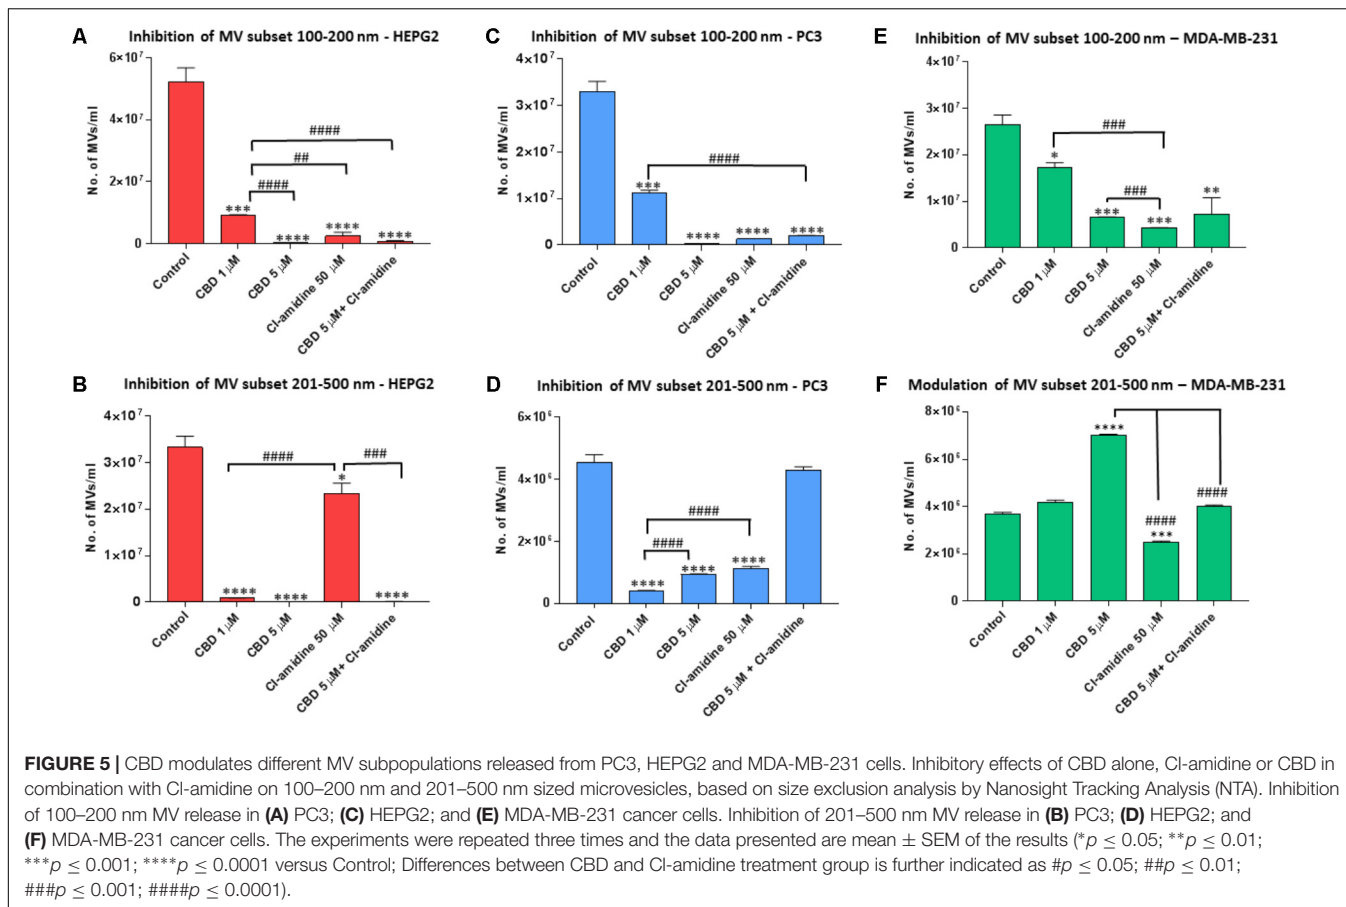 A Inhibition of MV subset 100-200 nm - HEPG2
No. of MVs/ml
6×10⁷
4×10⁷
2×10⁷
0
####
##
####
***
****
****
****
Control
CBD 1 μM
CBD 5 μM
Cl-amidine 50 μM
CBD 5 μM+ Cl-amidine
C Inhibition of MV subset 100-200 nm - PC3
No. of MVs/ml
4×10⁷
3×10⁷
2×10⁷
1×10⁷
0
####
***
****
****
****
Control
CBD 1 μM
CBD 5 μM
Cl-amidine 50 μM
CBD 5 μM + Cl-amidine
E Inhibition of MV subset 100-200 nm – MDA-MB-231
No. of MVs/ml
4×10⁷
3×10⁷
2×10⁷
1×10⁷
0
###
###
*
***
***
**
Control
CBD 1 μM
CBD 5 μM
Cl-amidine 50 μM
CBD 5 μM+ Cl-amidine
B Inhibition of MV subset 201-500 nm - HEPG2
No. of MVs/ml
4×10⁷
3×10⁷
2×10⁷
1×10⁷
0
####
###
****
****
*
****
Control
CBD 1 μM
CBD 5 μM
Cl-amidine 50 μM
CBD 5 μM+ Cl-amidine
D Inhibition of MV subset 201-500 nm - PC3
No. of MVs/ml
6×10⁶
4×10⁶
2×10⁶
0
####
####
****
****
****
Control
CBD 1 μM
CBD 5 μM
Cl-amidine 50 μM
CBD 5 μM + Cl-amidine
F Modulation of MV subset 201-500 nm – MDA-MB-231
No. of MVs/ml
8×10⁶
6×10⁶
4×10⁶
2×10⁶
0
****
####
***
####
Control
CBD 1 μM
CBD 5 μM
Cl-amidine 50 μM
CBD 5 μM+ Cl-amidine
FIGURE 5 | CBD modulates different MV subpopulations released from PC3, HEPG2 and MDA-MB-231 cells. Inhibitory effects of CBD alone, Cl-amidine or CBD in
combination with Cl-amidine on 100–200 nm and 201–500 nm sized microvesicles, based on size exclusion analysis by Nanosight Tracking Analysis (NTA). Inhibition
of 100–200 nm MV release in (A) PC3; (C) HEPG2; and (E) MDA-MB-231 cancer cells. Inhibition of 201–500 nm MV release in (B) PC3; (D) HEPG2; and
(F) MDA-MB-231 cancer cells. The experiments were repeated three times and the data presented are mean ± SEM of the results (*p ≤ 0.05; **p ≤ 0.01;
***p ≤ 0.001; ****p ≤ 0.0001 versus Control; Differences between CBD and Cl-amidine treatment group is further indicated as #p ≤ 0.05; ##p ≤ 0.01;
###p ≤ 0.001; ####p ≤ 0.0001).